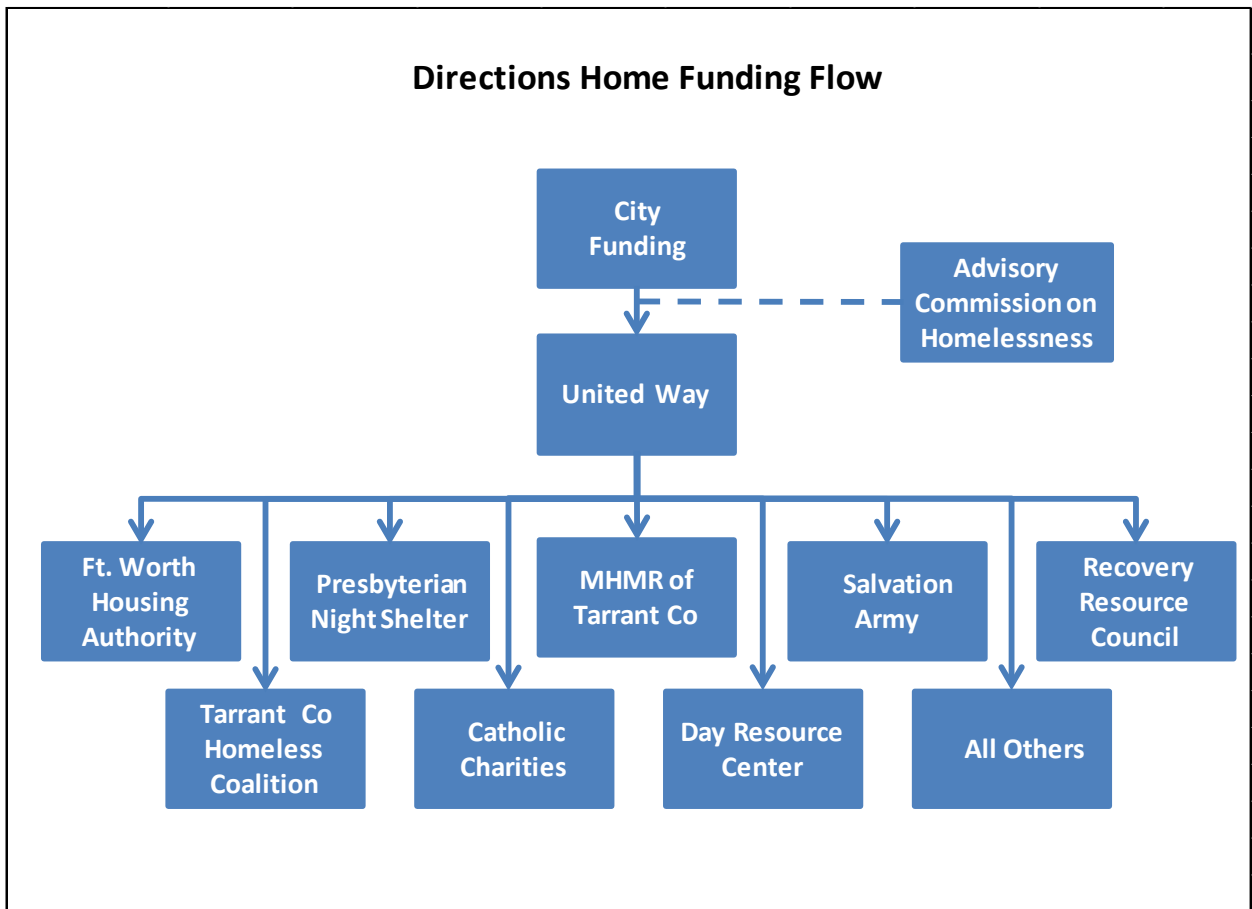 Directions Home Funding Flow
City
Funding
Advisory
Commission on
Homelessness
United Way
Ft. Worth
Housing
Authority
Presbyterian
Night Shelter
MHMR of
Tarrant Co
Salvation
Army
Recovery
Resource
Council
Tarrant Co
Homeless
Coalition
Catholic
Charities
Day Resource
Center
All Others